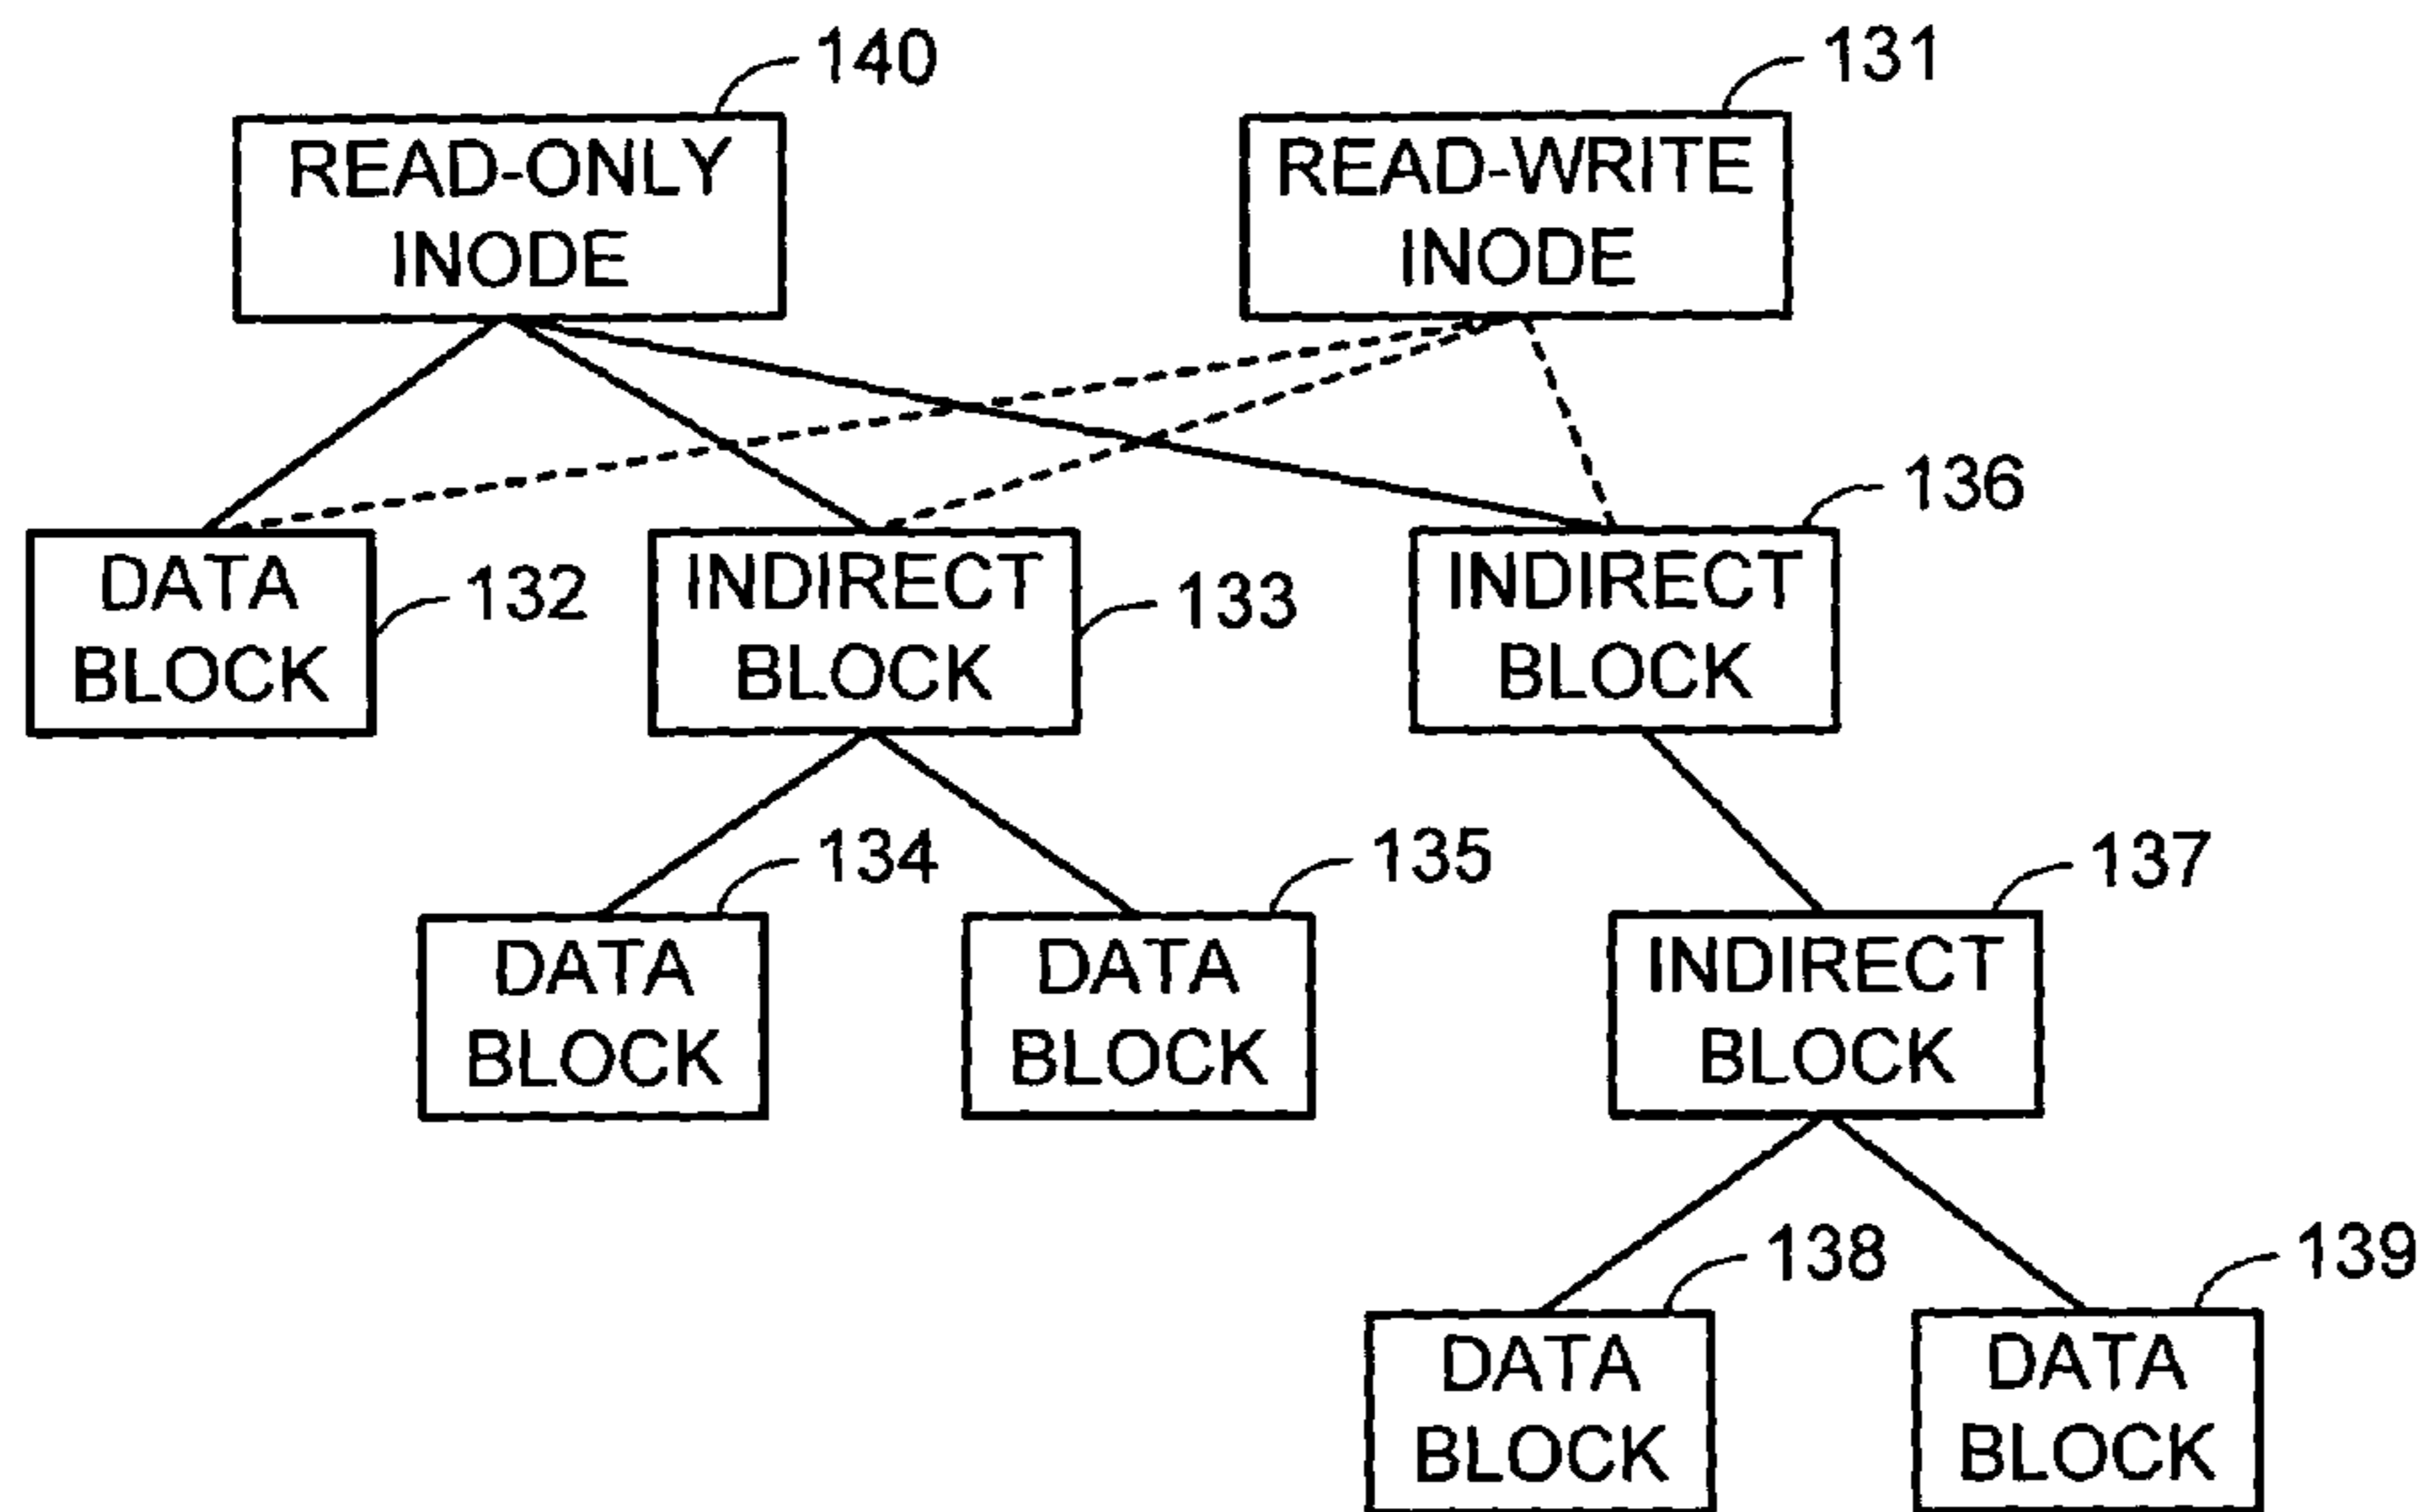 140
131
READ-ONLY
INODE
READ-WRITE
INODE
136
DATA
BLOCK
132
INDIRECT
BLOCK
133
INDIRECT
BLOCK
134
135
137
DATA
BLOCK
DATA
BLOCK
INDIRECT
BLOCK
138
139
DATA
BLOCK
DATA
BLOCK